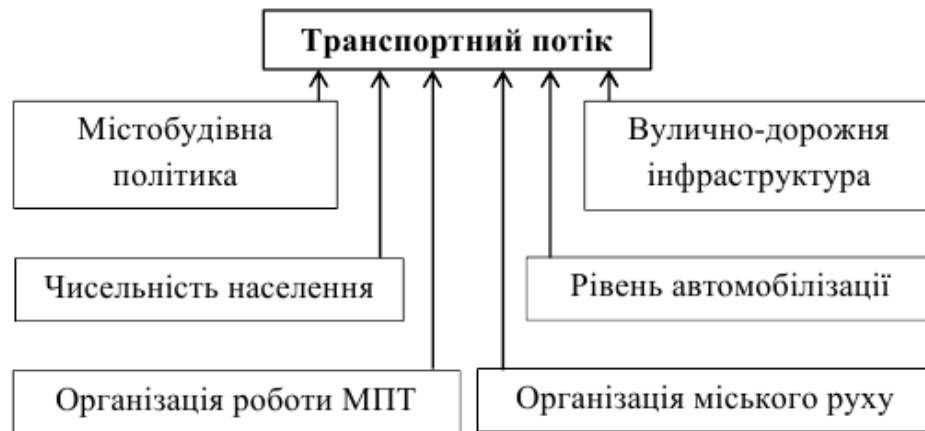 Транспортний потік
Містобудівна
політика
Вулично-дорожня
інфраструктура
Чисельність населення
Рівень автомобілізації
Організація роботи МПТ
Організація міського руху